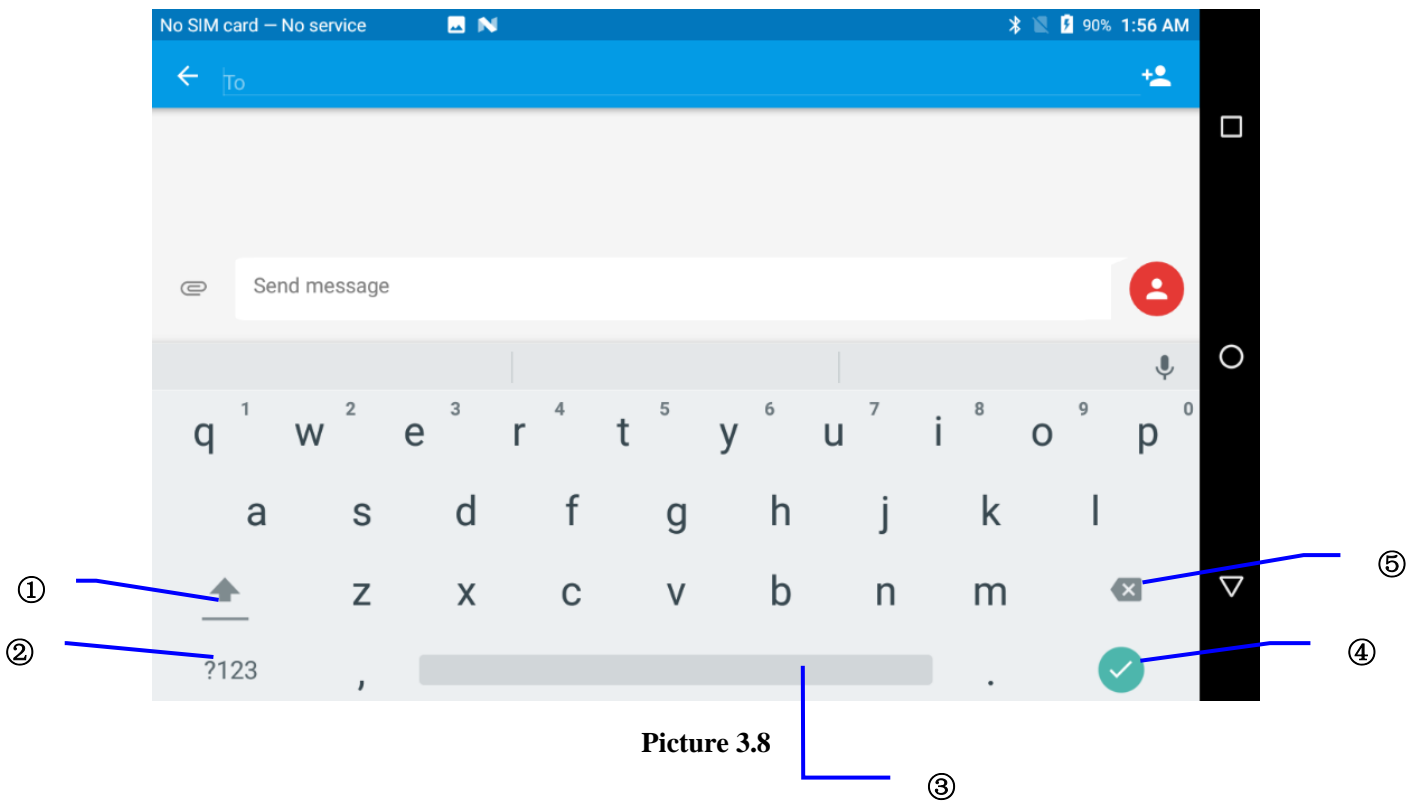 No SIM card — No service 90% 1:56 AM
To
Send message
1 2 3 4 5 6 7 8 9 0
q w e r t y u i o p
a s d f g h j k l
① z x c v b n m ⑤
② ?123 , . ④
Picture 3.8
③